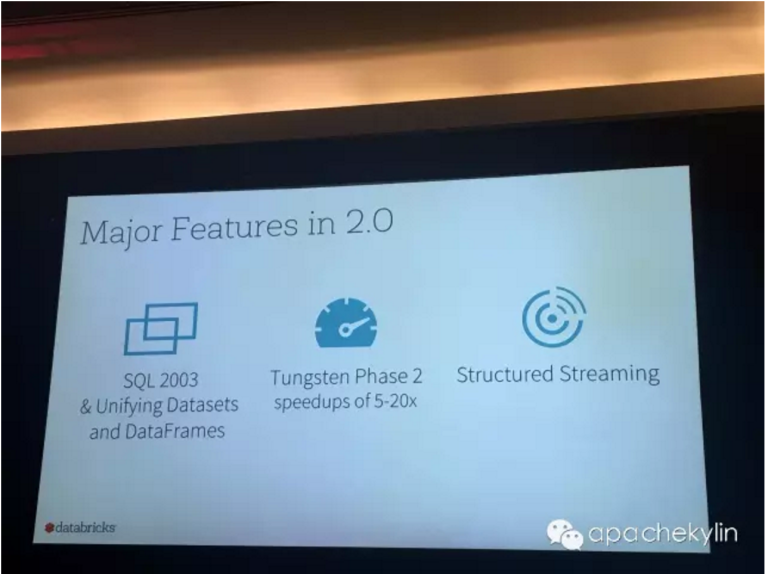 Major Features in 2.0
SQL 2003
& Unifying Datasets
and DataFrames
Tungsten Phase 2
speedups of 5-20x
Structured Streaming
databricks
apachekylin